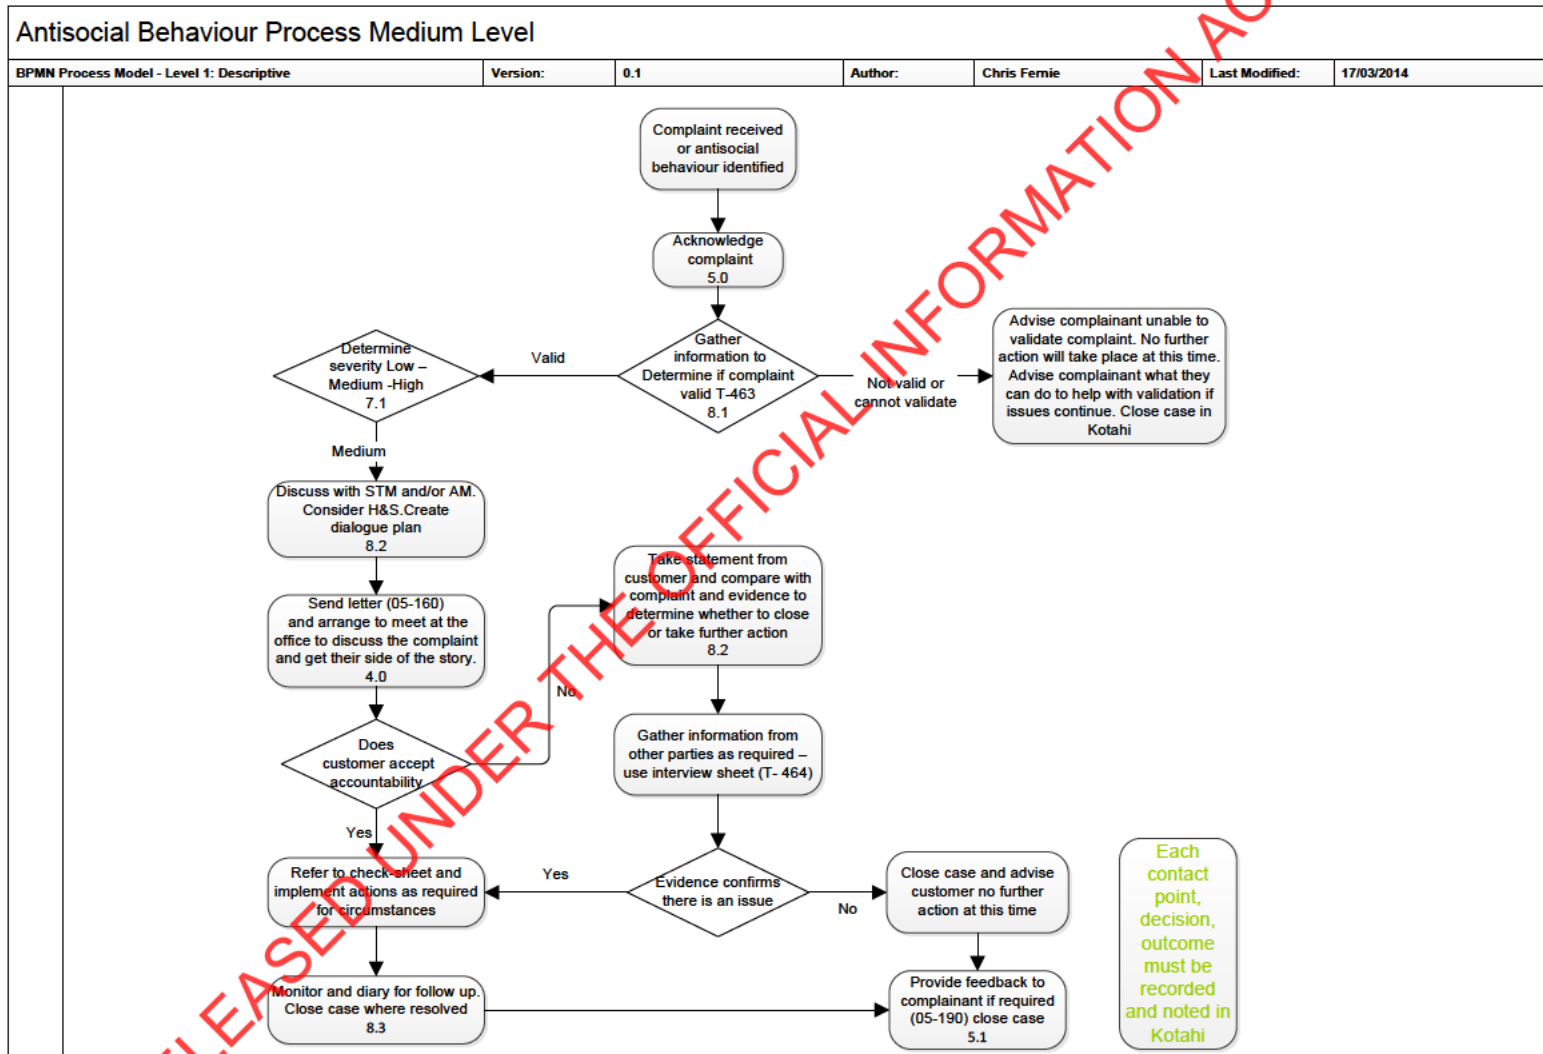 Antisocial Behaviour Process Medium Level
BPMN Process Model - Level 1: Descriptive
Version:
0.1
Author:
Chris Fernie
Last Modified:
17/03/2014
Complaint received
or antisocial
behaviour identified
Acknowledge
complaint
5.0
Gather
information to
Determine if complaint
valid T-463
8.1
Valid
Not valid or
cannot validate
Advise complainant unable to
validate complaint. No further
action will take place at this time.
Advise complainant what they
can do to help with validation if
issues continue. Close case in
Kotahi
Determine
severity Low –
Medium -High
7.1
Medium
Discuss with STM and/or AM.
Consider H&S.Create
dialogue plan
8.2
Send letter (05-160)
and arrange to meet at the
office to discuss the complaint
and get their side of the story.
4.0
Does
customer accept
accountability
No
Yes
Take statement from
customer and compare with
complaint and evidence to
determine whether to close
or take further action
8.2
Gather information from
other parties as required –
use interview sheet (T- 464)
Evidence confirms
there is an issue
Yes
No
Refer to check-sheet and
implement actions as required
for circumstances
Close case and advise
customer no further
action at this time
Monitor and diary for follow up.
Close case where resolved
8.3
Provide feedback to
complainant if required
(05-190) close case
5.1
Each
contact
point,
decision,
outcome
must be
recorded
and noted in
Kotahi
ELEASED UNDER THE OFFICIAL INFORMATION AC